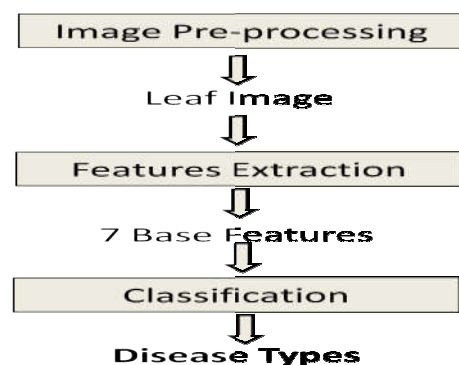 Image Pre-processing
Leaf Image
Features Extraction
7 Base Features
Classification
Disease Types